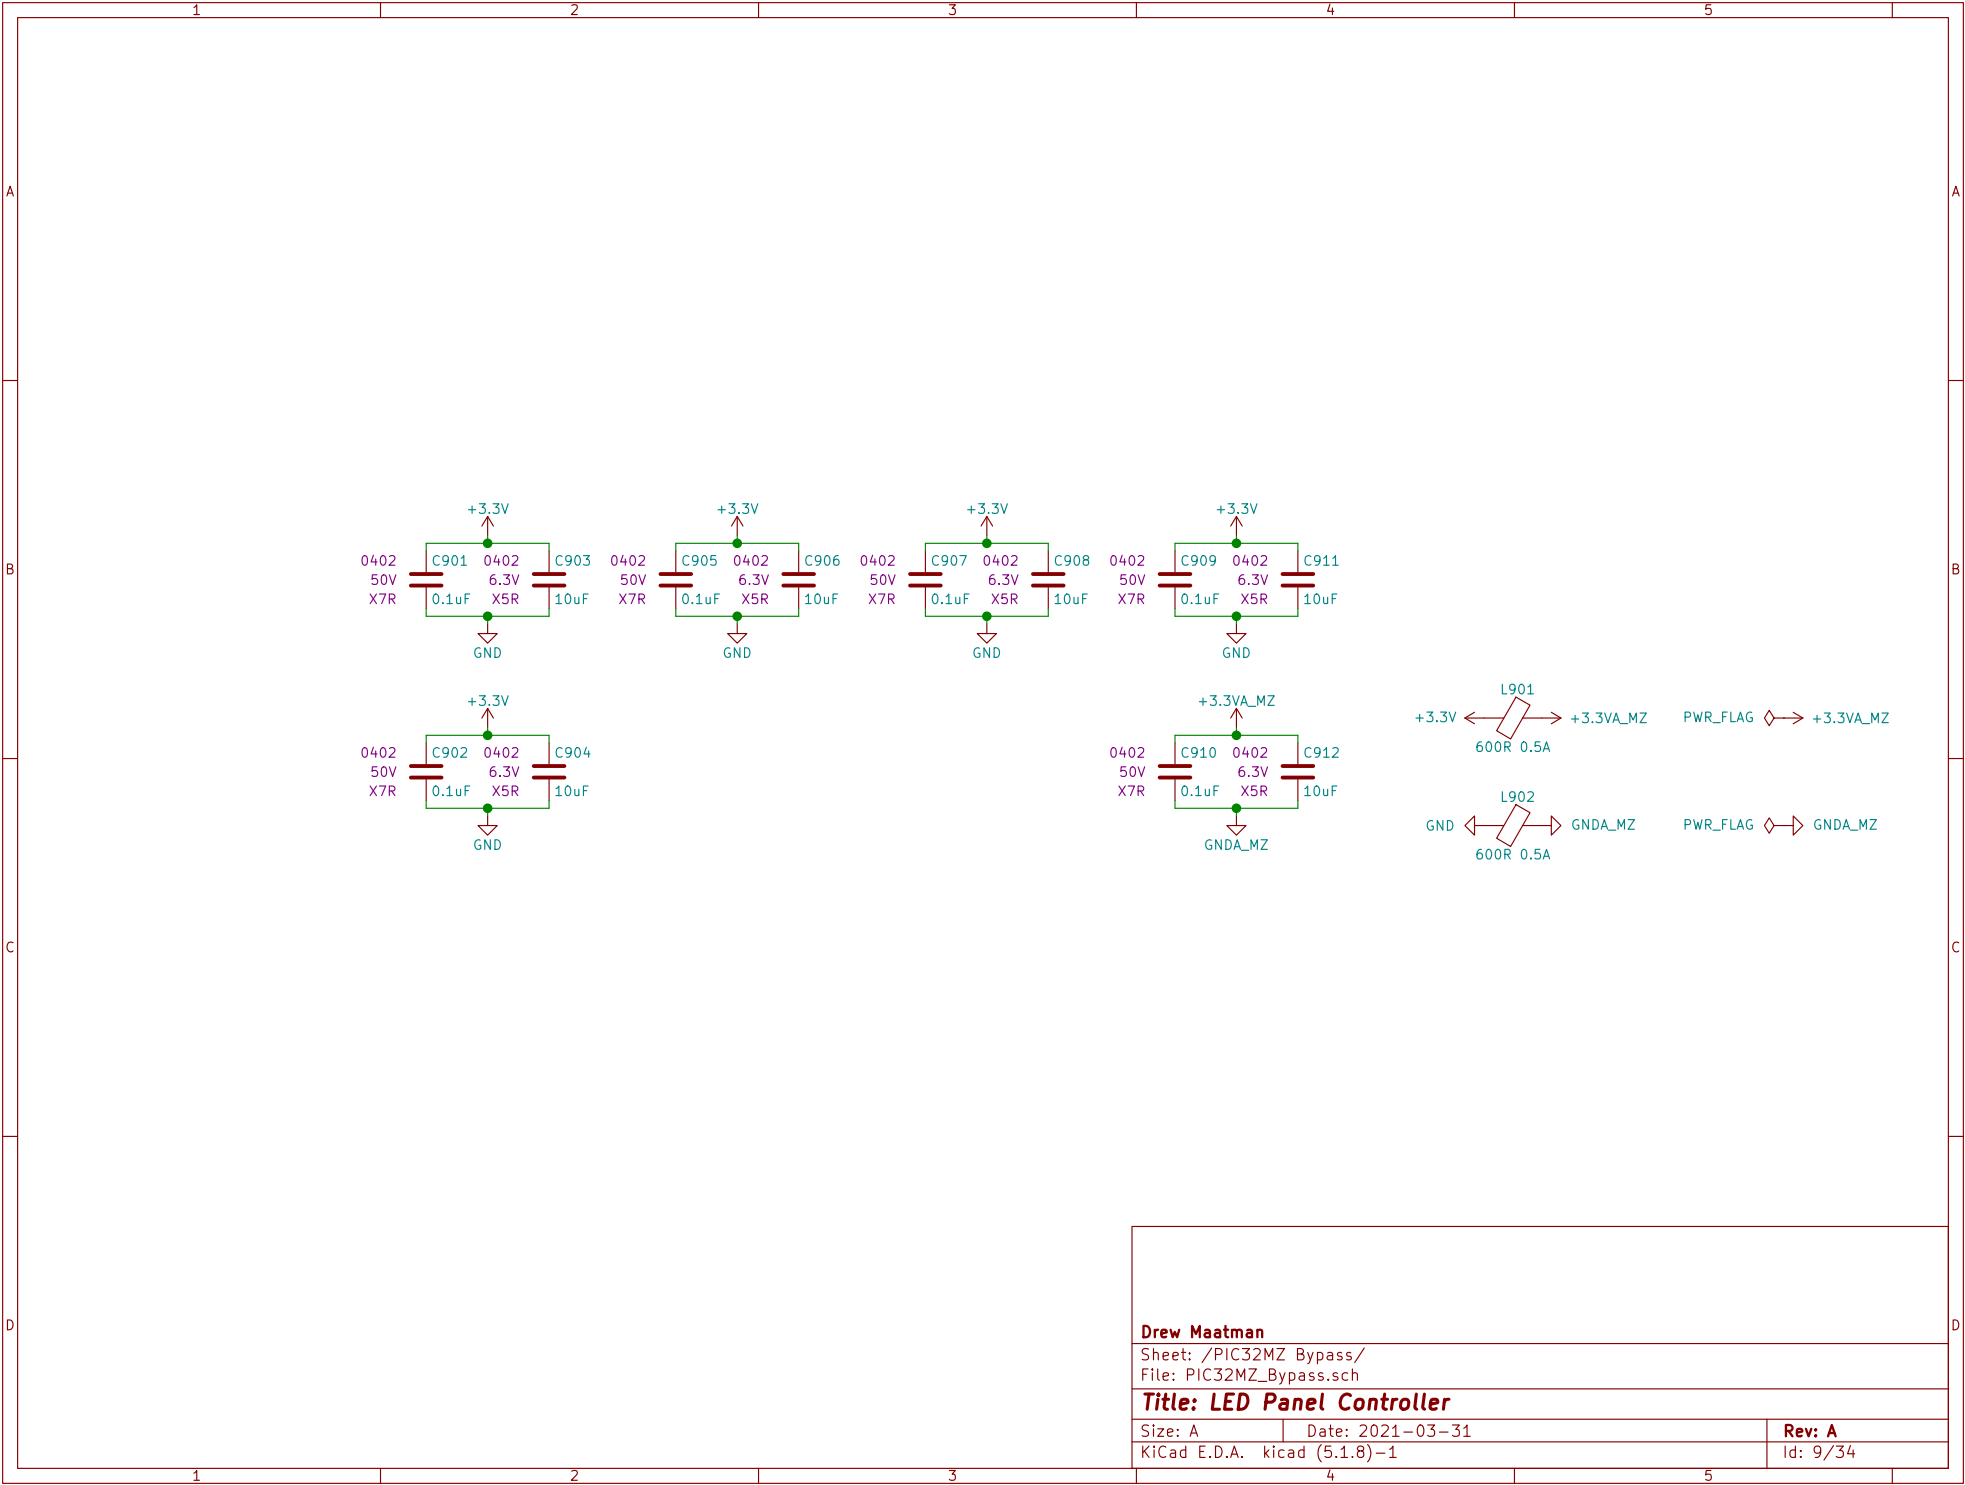 1 2 3 4 5
A A
+3.3V +3.3V +3.3V +3.3V
B B
0402 C901 0402 C903 0402 C905 0402 C906 0402 C907 0402 C908 0402 C909 0402 C911
50V 6.3V 50V 6.3V 50V 6.3V 50V 6.3V
X7R 0.1uF X5R 10uF X7R 0.1uF X5R 10uF X7R 0.1uF X5R 10uF X7R 0.1uF X5R 10uF
GND GND GND GND
L901
+3.3V +3.3VA_MZ
+3.3V +3.3VA_MZ PWR_FLAG +3.3VA_MZ
600R 0.5A
0402 C902 0402 C904 0402 C910 0402 C912
50V 6.3V 50V 6.3V
X7R 0.1uF X5R 10uF X7R 0.1uF X5R 10uF
L902
GND GNDA_MZ PWR_FLAG GNDA_MZ
GND GNDA_MZ
600R 0.5A
C C
D D
Drew Maatman
Sheet: /PIC32MZ Bypass/
File: PIC32MZ_Bypass.sch
Title: LED Panel Controller
Size: A Date: 2021-03-31 Rev: A
KiCad E.D.A. kicad (5.1.8)-1 Id: 9/34
1 2 3 4 5